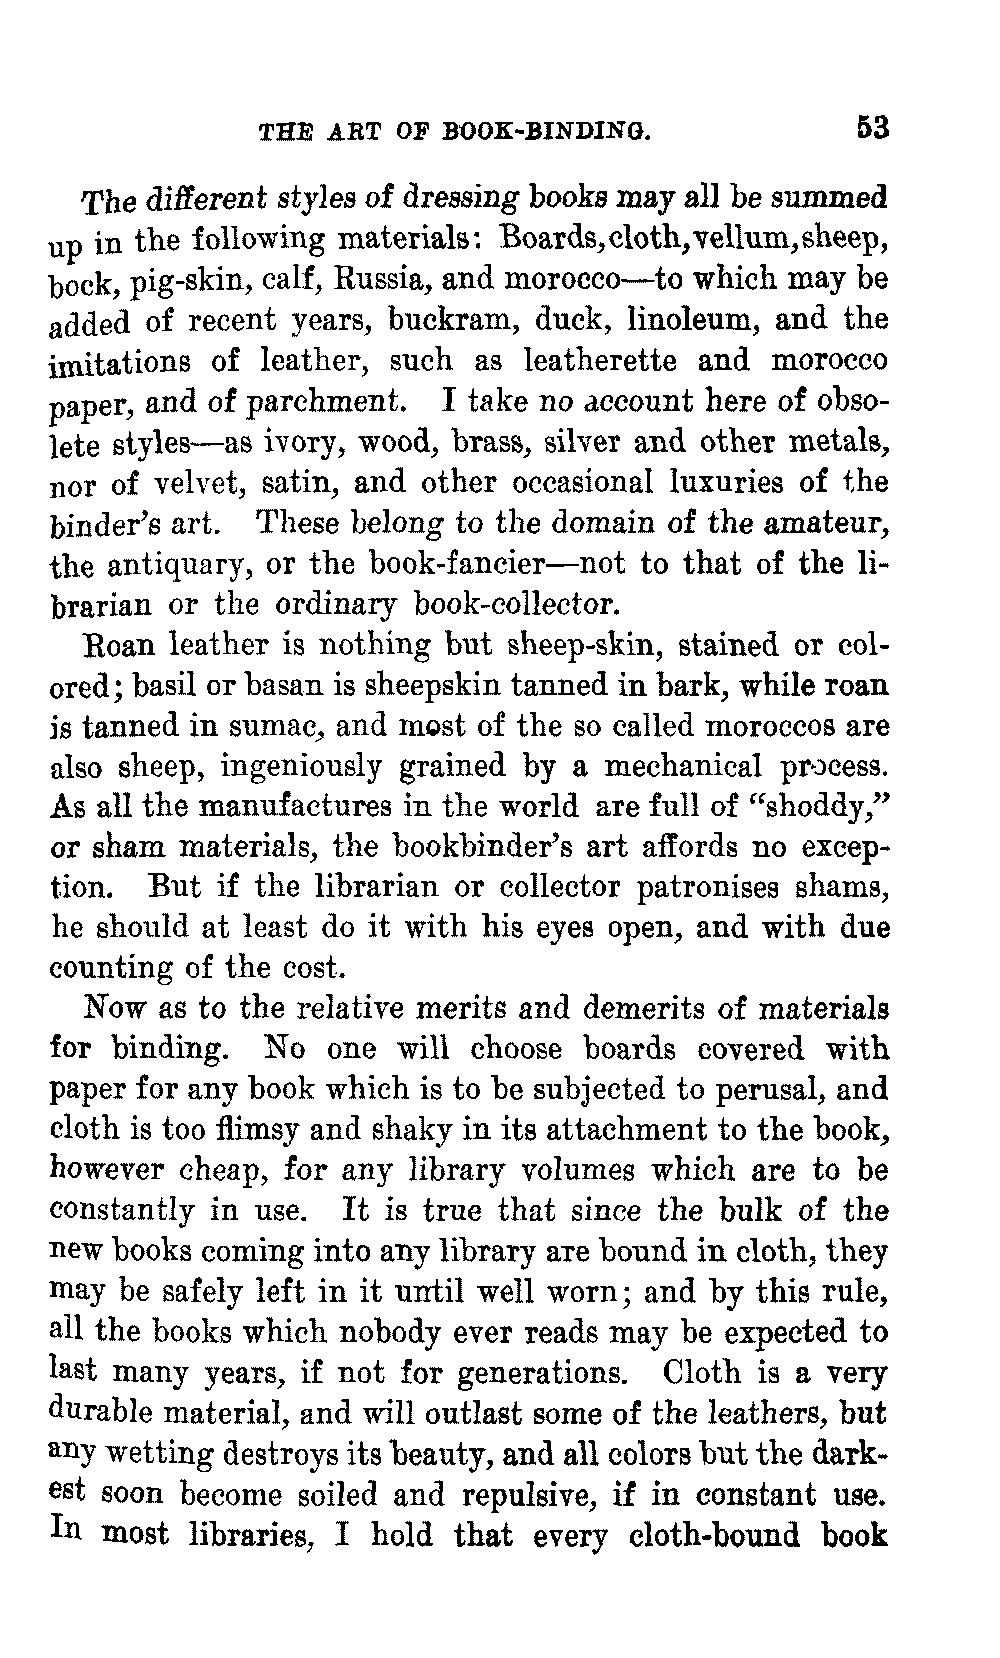 THE ART OF BOOK-BINDING. 53
The different styles of dressing books may all be summed
up in the following materials: Boards, cloth, vellum, sheep,
bock, pig-skin, calf, Russia, and morocco—to which may be
added of recent years, buckram, duck, linoleum, and the
imitations of leather, such as leatherette and morocco
paper, and of parchment. I take no account here of obso-
lete styles—as ivory, wood, brass, silver and other metals,
nor of velvet, satin, and other occasional luxuries of the
binder's art. These belong to the domain of the amateur,
the antiquary, or the book-fancier—not to that of the li-
brarian or the ordinary book-collector.
Roan leather is nothing but sheep-skin, stained or col-
ored; basil or basan is sheepskin tanned in bark, while roan
is tanned in sumac, and most of the so called moroccos are
also sheep, ingeniously grained by a mechanical process.
As all the manufactures in the world are full of “shoddy,”
or sham materials, the bookbinder's art affords no excep-
tion. But if the librarian or collector patronises shams,
he should at least do it with his eyes open, and with due
counting of the cost.
Now as to the relative merits and demerits of materials
for binding. No one will choose boards covered with
paper for any book which is to be subjected to perusal, and
cloth is too flimsy and shaky in its attachment to the book,
however cheap, for any library volumes which are to be
constantly in use. It is true that since the bulk of the
new books coming into any library are bound in cloth, they
may be safely left in it until well worn; and by this rule,
all the books which nobody ever reads may be expected to
last many years, if not for generations. Cloth is a very
durable material, and will outlast some of the leathers, but
any wetting destroys its beauty, and all colors but the dark-
est soon become soiled and repulsive, if in constant use.
In most libraries, I hold that every cloth-bound book